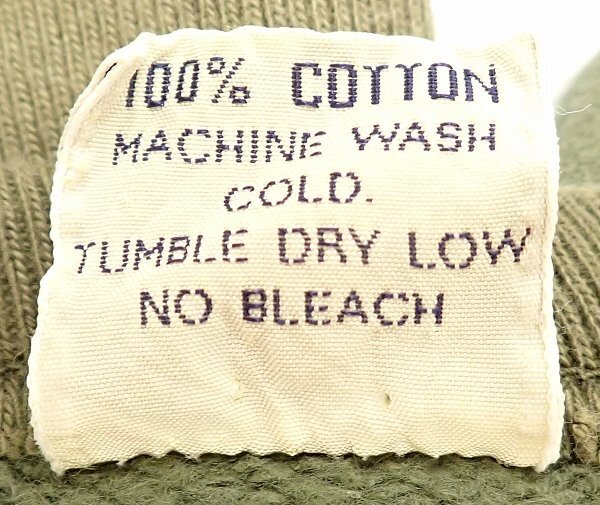 100% COTTON
MACHINE WASH
COLD.
TUMBLE DRY LOW
NO BLEACH